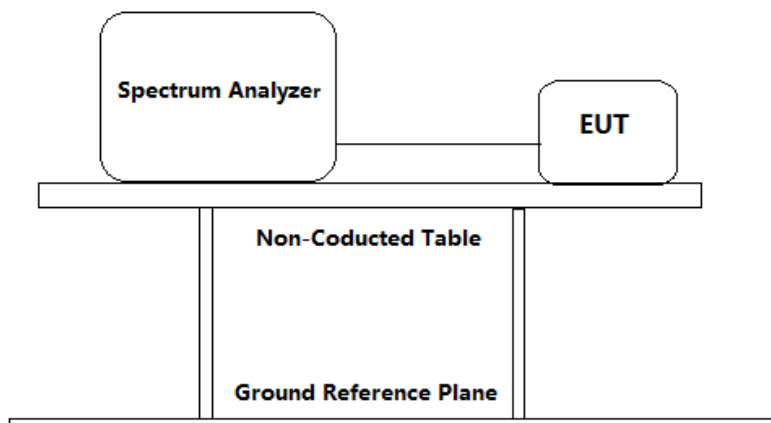 Spectrum Analyzer
EUT
Non-Coducted Table
Ground Reference Plane